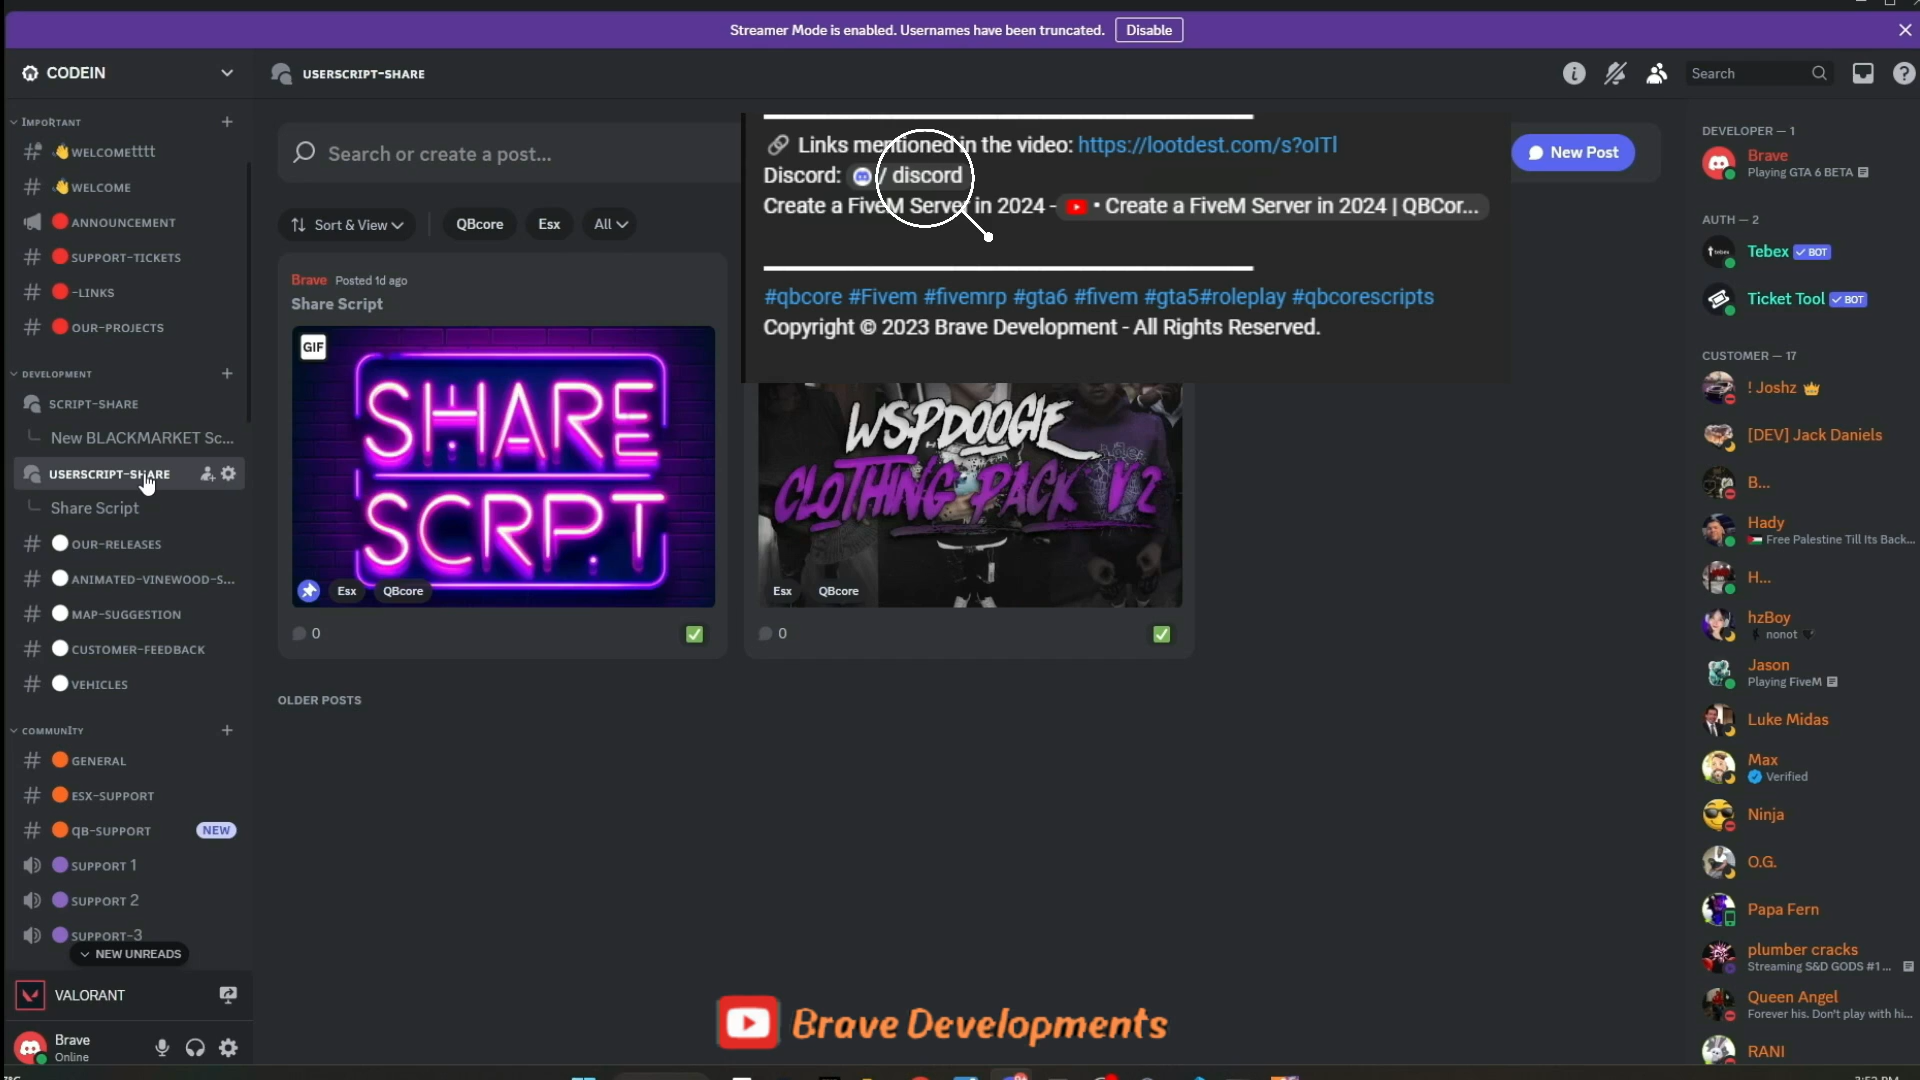 Streamer Mode is enabled. Usernames have been truncated. Disable
CODEIN
USERSCRIPT-SHARE
Search
IMPORTANT
WELCOMEtttt
WELCOME
ANNOUNCEMENT
SUPPORT-TICKETS
-LINKS
OUR-PROJECTS
DEVELOPMENT
SCRIPT-SHARE
New BLACKMARKET Sc...
USERSCRIPT-SHARE
Share Script
OUR-RELEASES
ANIMATED-VINEWOOD-S...
MAP-SUGGESTION
CUSTOMER-FEEDBACK
VEHICLES
COMMUNITY
GENERAL
ESX-SUPPORT
QB-SUPPORT NEW
SUPPORT 1
SUPPORT 2
SUPPORT-3
NEW UNREADS
VALORANT
Brave
Online
Search or create a post...
New Post
Sort & View
QBcore
Esx
All
Links mentioned in the video: https://lootdest.com/s?oITl
Discord: / discord
Create a FiveM Server in 2024 - • Create a FiveM Server in 2024 | QBCor...
#qbcore #Fivem #fivemrp #gta6 #fivem #gta5#roleplay #qbcorescripts
Copyright © 2023 Brave Development - All Rights Reserved.
Brave Posted 1d ago
Share Script
GIF
SHARE
SCRPT
Esx
QBcore
0
WSPDOOGIE
CLOTHING PACK V2
Esx
QBcore
0
OLDER POSTS
Brave Developments
DEVELOPER — 1
Brave
Playing GTA 6 BETA
AUTH — 2
Tebex BOT
Ticket Tool BOT
CUSTOMER — 17
! Joshz
[DEV] Jack Daniels
B...
Hady
Free Palestine Till Its Back...
H...
hzBoy
nonot
Jason
Playing FiveM
Luke Midas
Max
Verified
Ninja
O.G.
Papa Fern
plumber cracks
Streaming S&D GODS #1 ...
Queen Angel
Forever his. Don't play with hi...
RANI